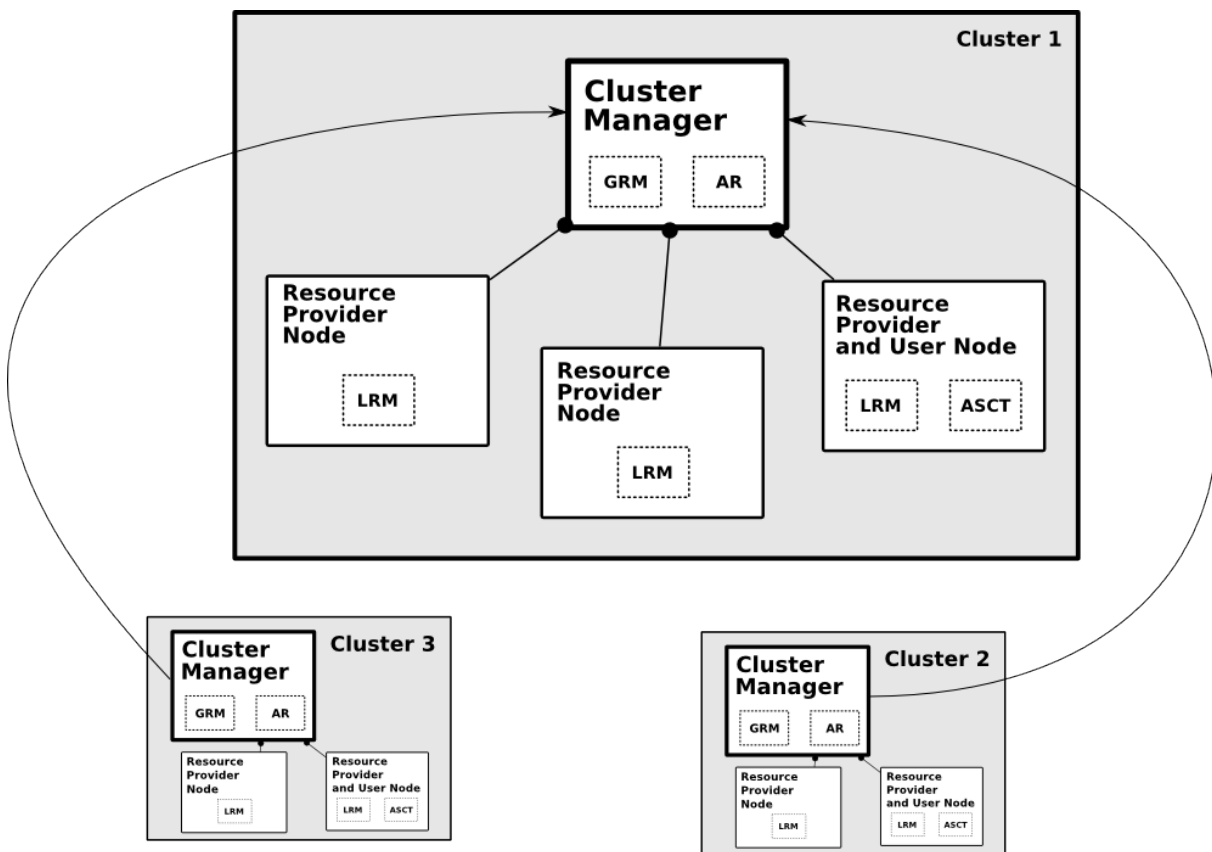 Cluster 1
Cluster
Manager
GRM
AR
Resource
Provider
Node
LRM
Resource
Provider
Node
LRM
Resource
Provider
and User Node
LRM
ASCT
Cluster 3
Cluster
Manager
GRM
AR
Resource
Provider
Node
LRM
Resource
Provider
and User Node
LRM
ASCT
Cluster 2
Cluster
Manager
GRM
AR
Resource
Provider
Node
LRM
Resource
Provider
and User Node
LRM
ASCT